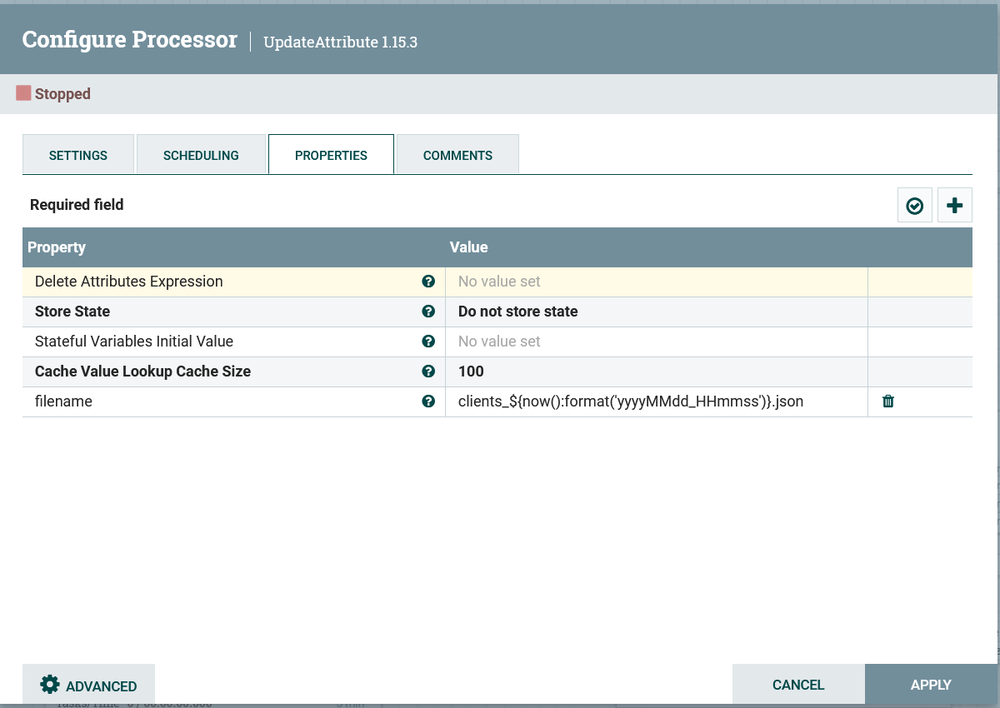 Configure Processor | UpdateAttribute 1.15.3
Stopped
SETTINGS SCHEDULING PROPERTIES COMMENTS
Required field
Property Value
Delete Attributes Expression No value set
Store State Do not store state
Stateful Variables Initial Value No value set
Cache Value Lookup Cache Size 100
filename clients_${now():format('yyyyMMdd_HHmmss')}.json
ADVANCED CANCEL APPLY